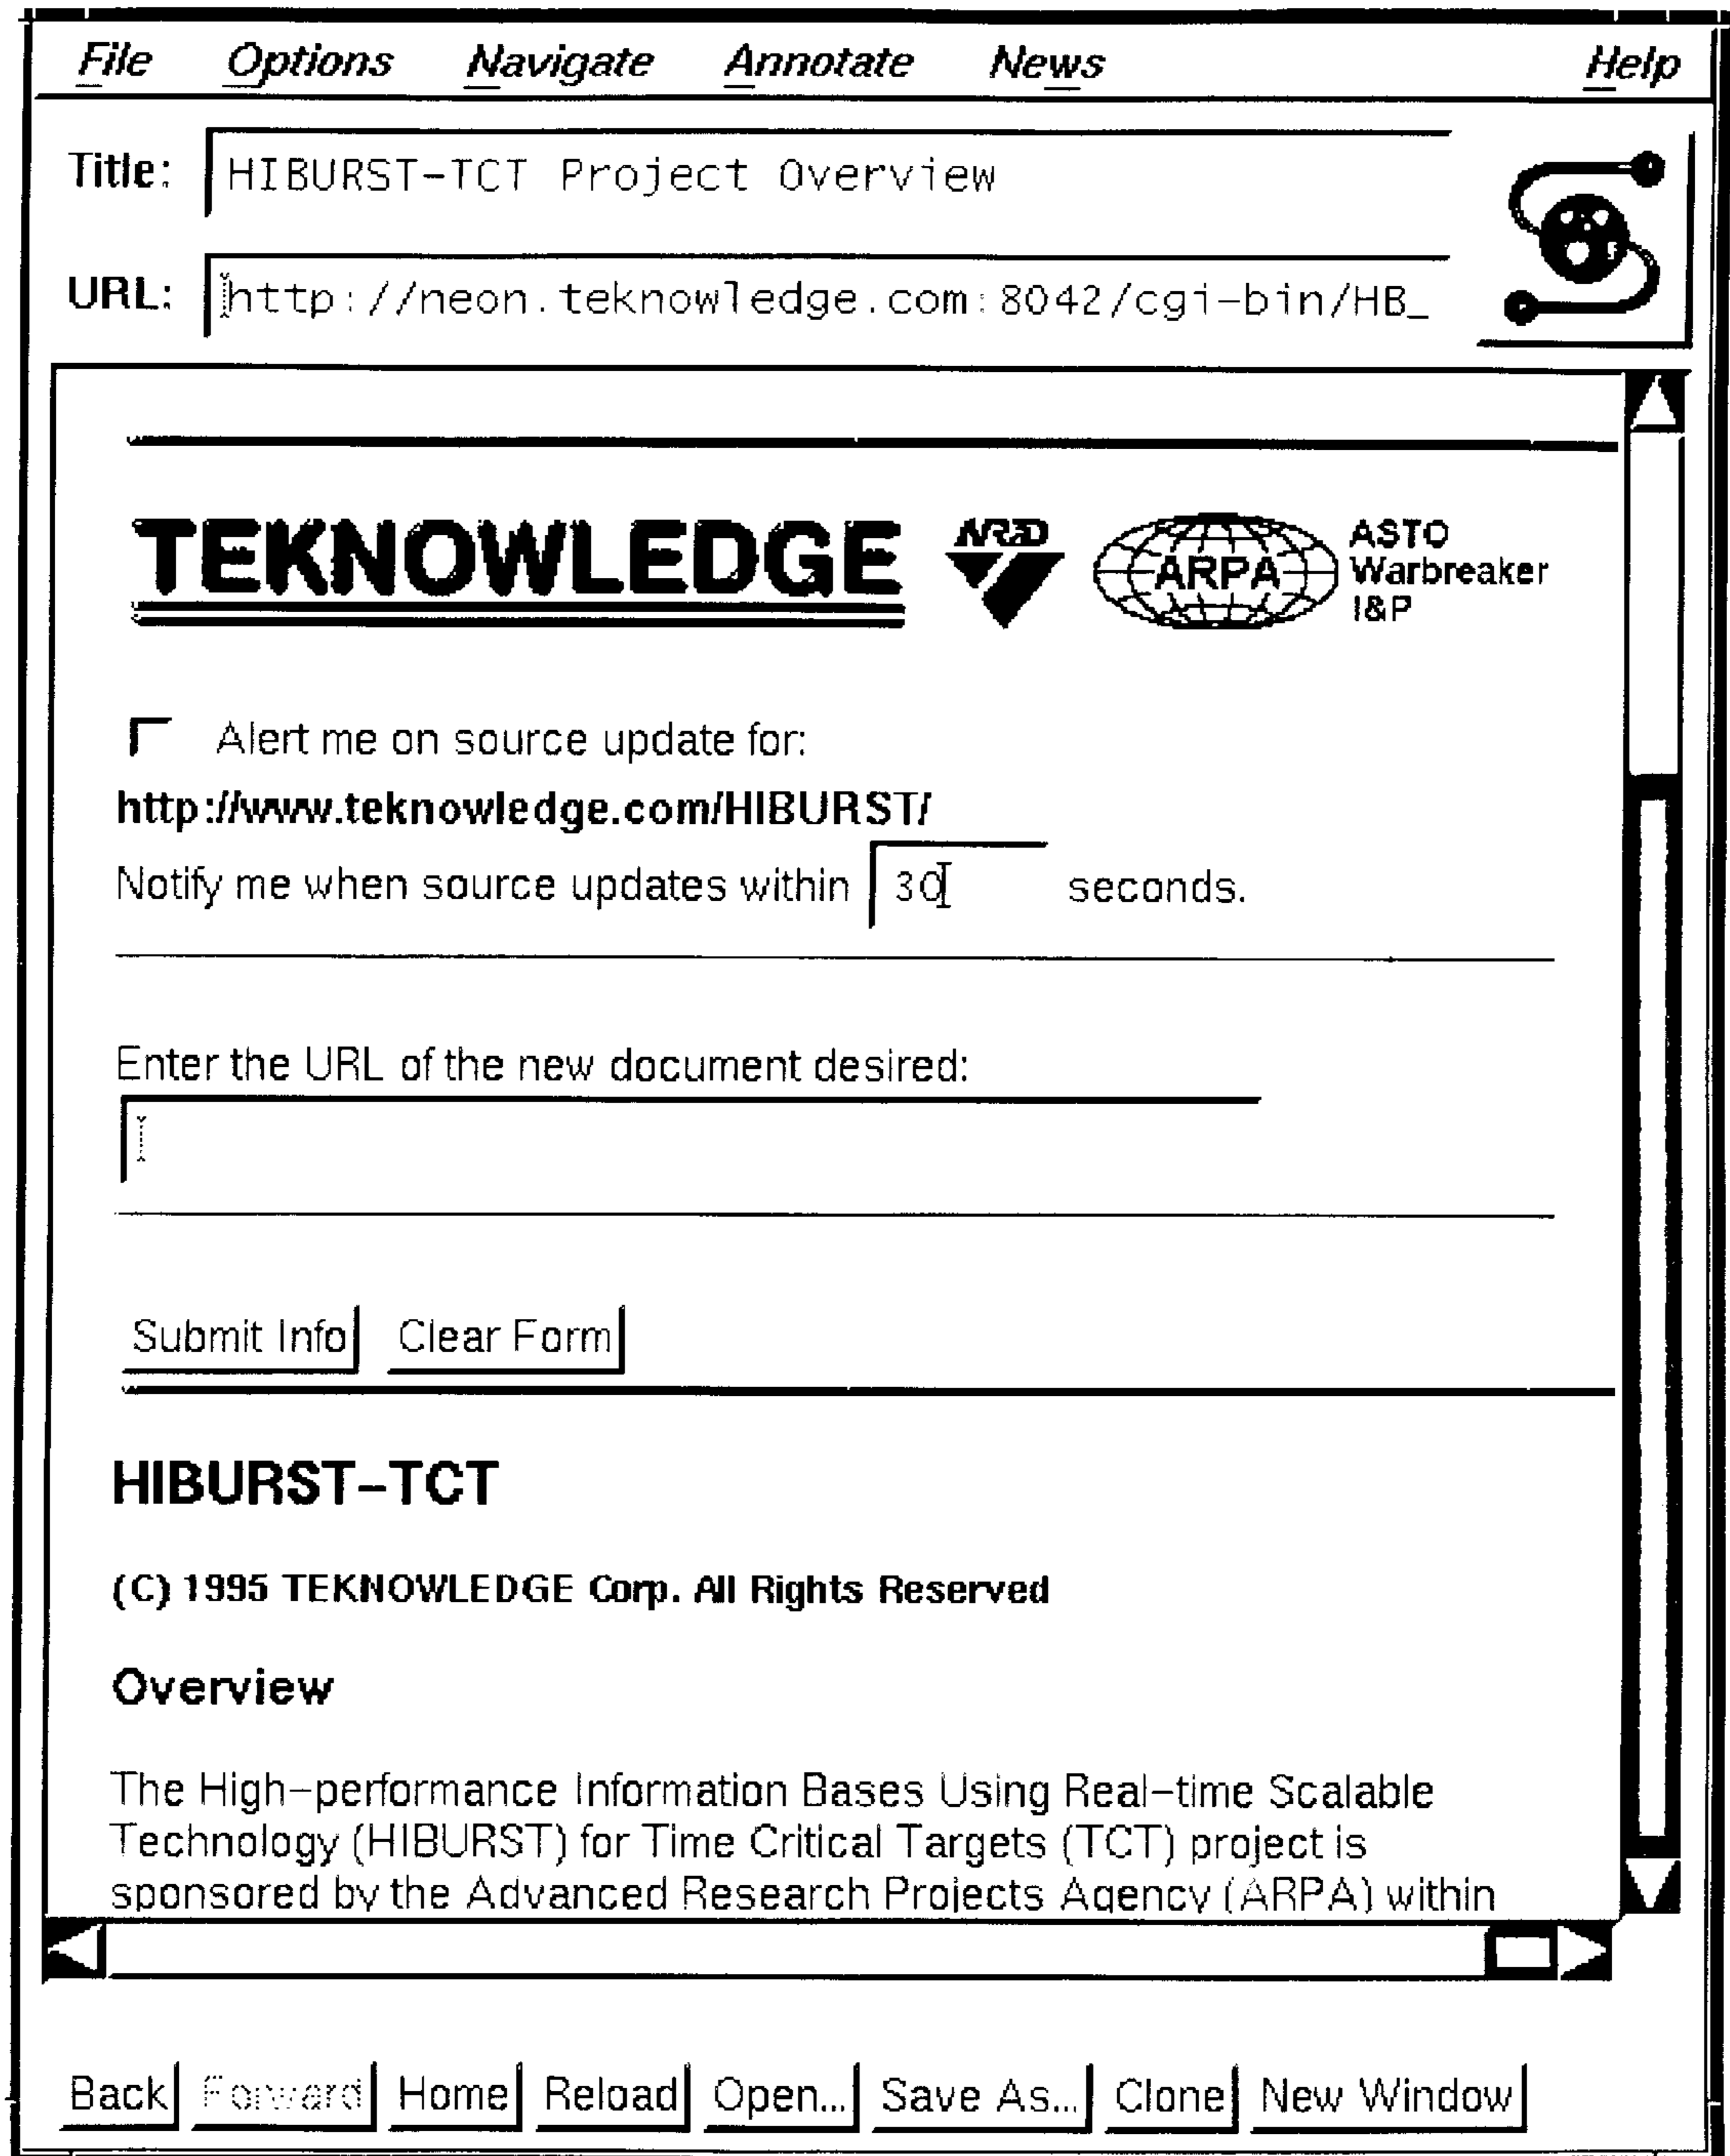 File Options Navigate Annotate News Help
Title: HIBURST-TCT Project Overview
URL: http://neon.teknowledge.com:8042/cgi-bin/HB_
TEKNOWLEDGE NRaD ARPA ASTO
Warbreaker
I&P
Alert me on source update for:
http://www.teknowledge.com/HIBURST/
Notify me when source updates within 30 seconds.
Enter the URL of the new document desired:
Submit Info Clear Form
HIBURST-TCT
(C) 1995 TEKNOWLEDGE Corp. All Rights Reserved
Overview
The High-performance Information Bases Using Real-time Scalable
Technology (HIBURST) for Time Critical Targets (TCT) project is
sponsored by the Advanced Research Projects Agency (ARPA) within
Back Forward Home Reload Open... Save As... Clone New Window